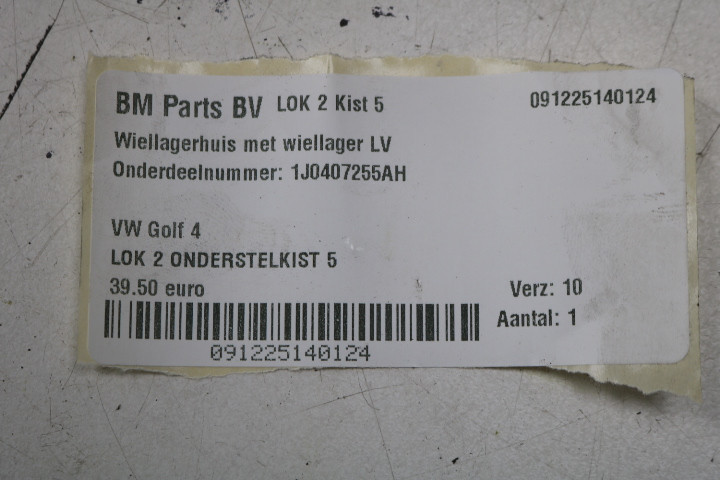 BM Parts BV LOK 2 Kist 5 091225140124
Wiellagerhuis met wiellager LV
Onderdeelnummer: 1J0407255AH
VW Golf 4
LOK 2 ONDERSTELKIST 5
39.50 euro Verz: 10
Aantal: 1
091225140124